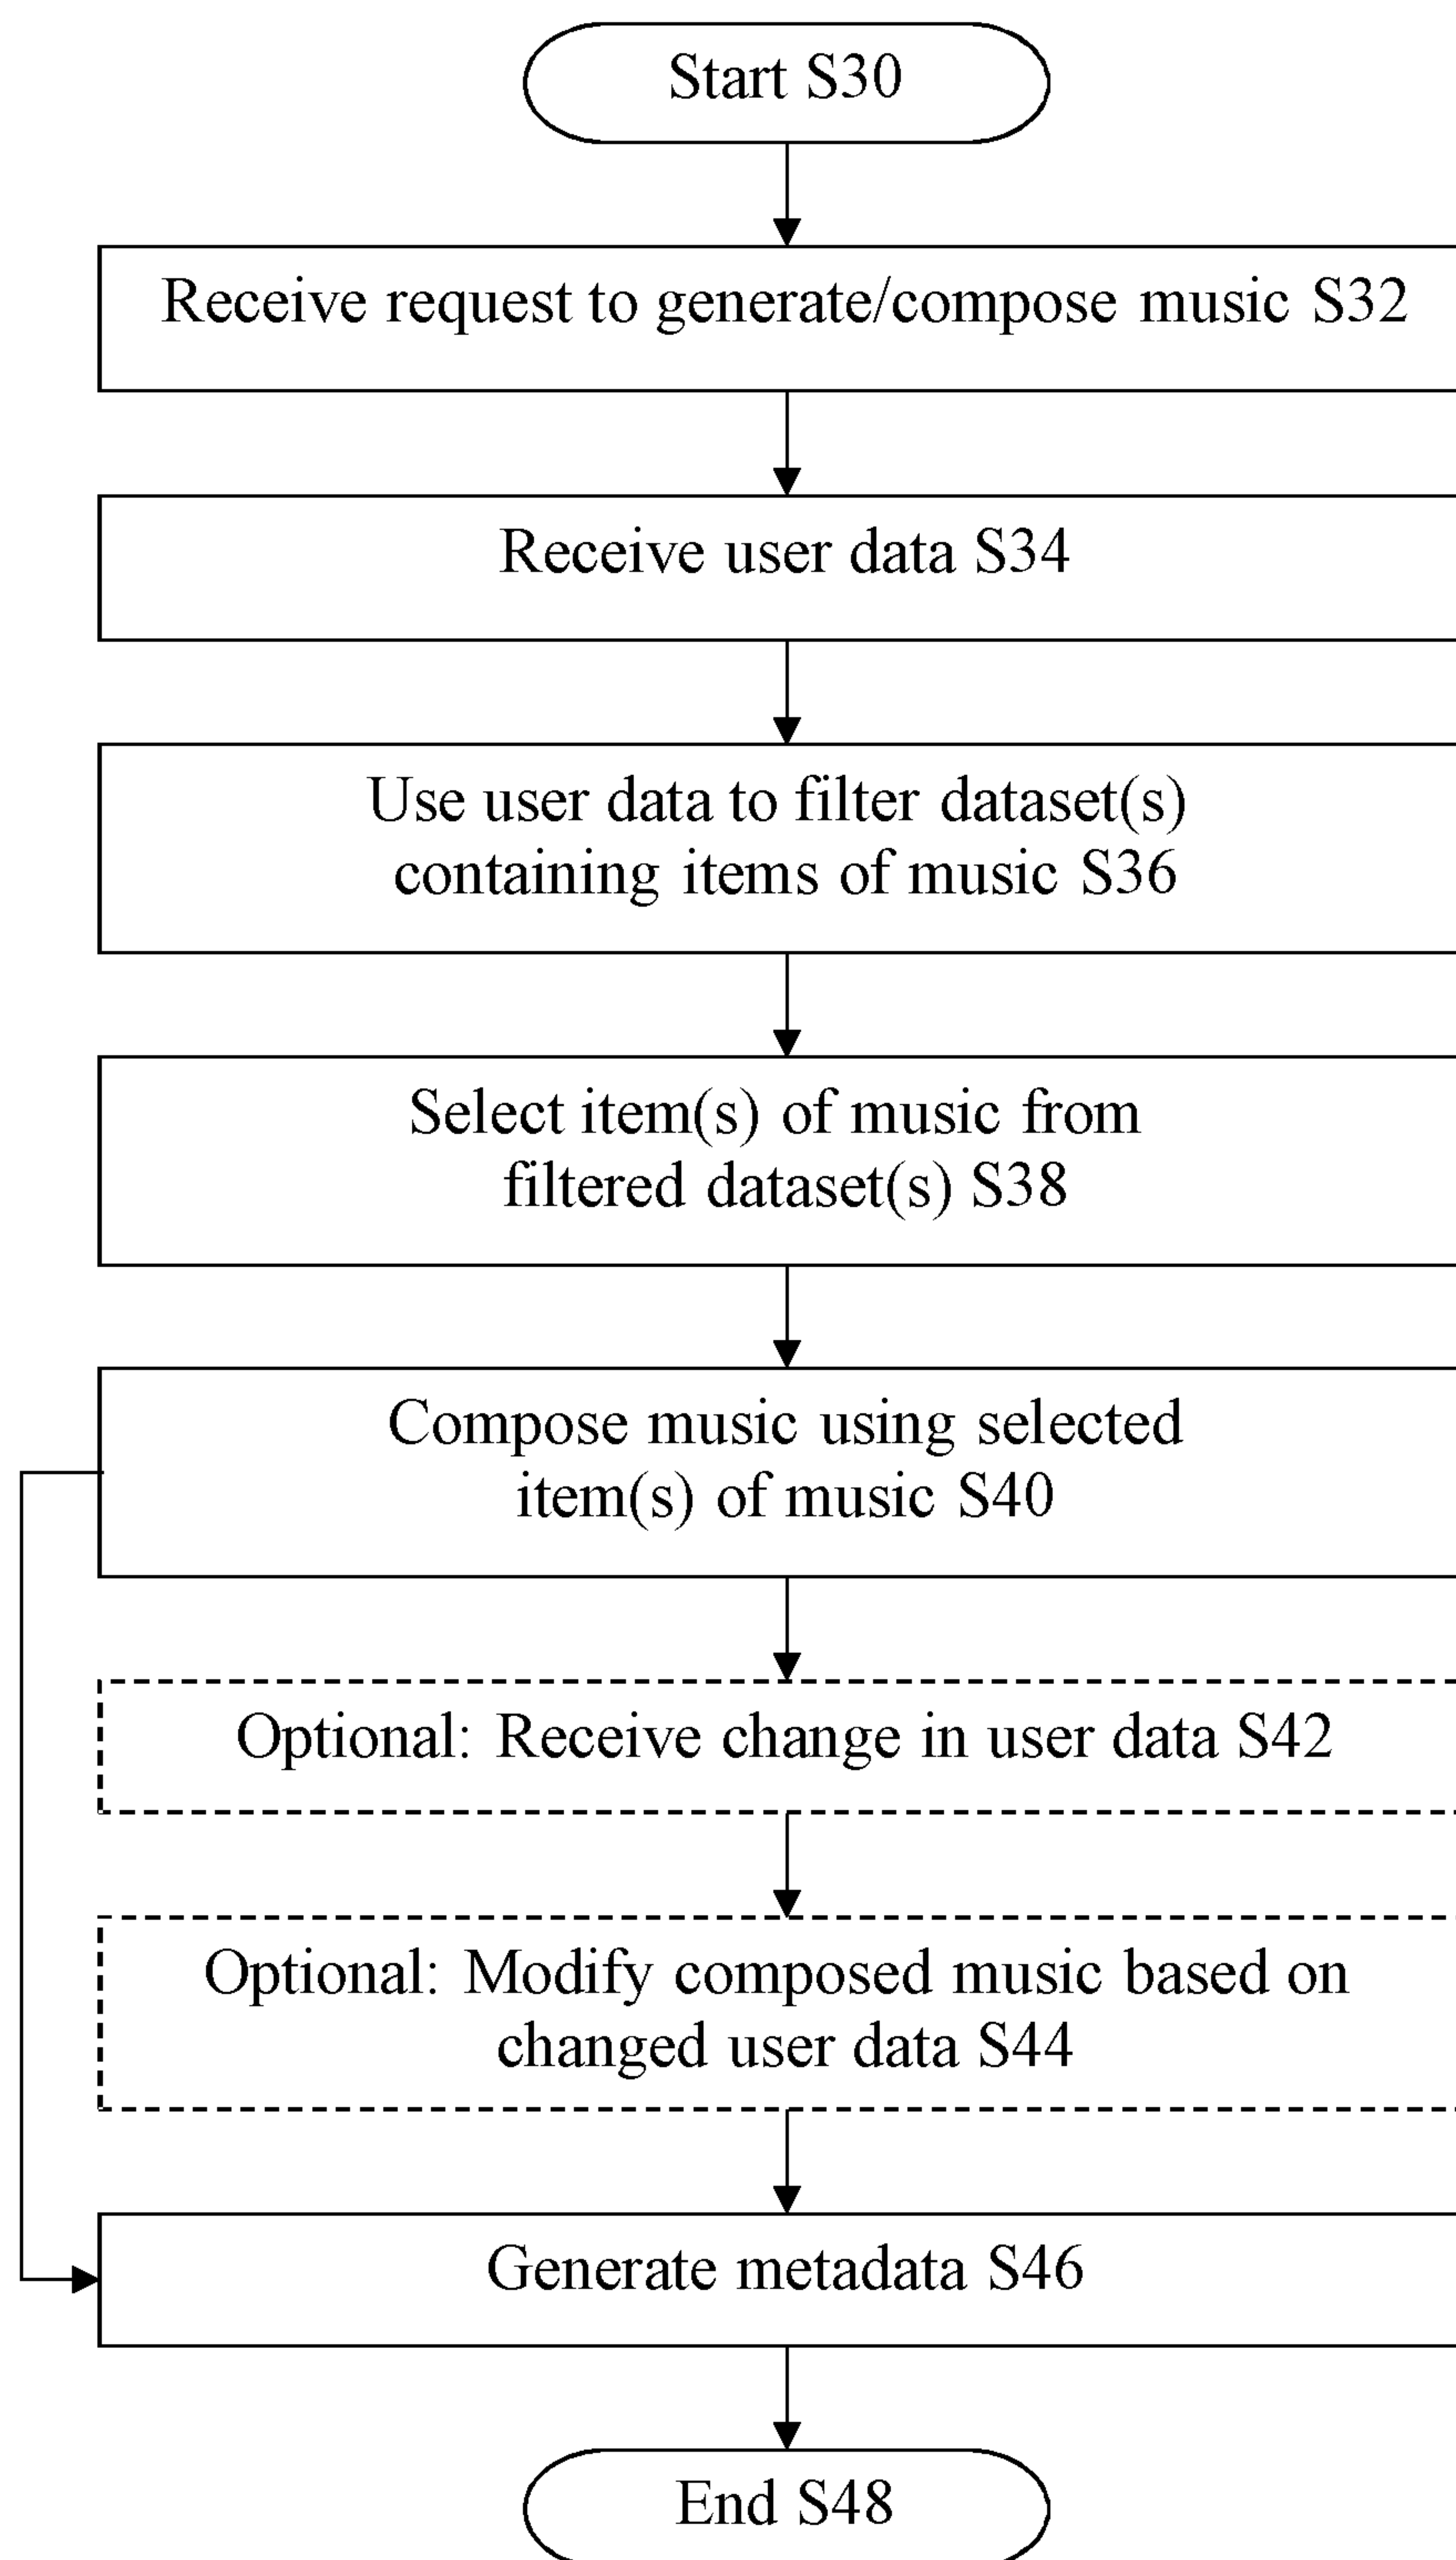 Start S30
Receive request to generate/compose music S32
Receive user data S34
Use user data to filter dataset(s)
containing items of music S36
Select item(s) of music from
filtered dataset(s) S38
Compose music using selected
item(s) of music S40
Optional: Receive change in user data S42
Optional: Modify composed music based on
changed user data S44
Generate metadata S46
End S48